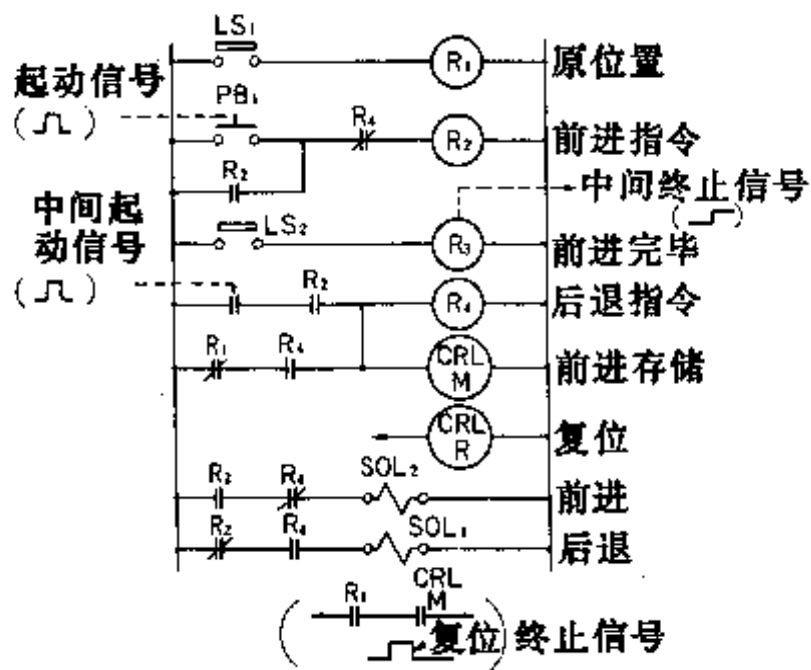 LS₁
R₁ 原位置
起动信号
PB₁
R₄
R₂ 前进指令
R₂
中间终止信号
中间起
动信号
LS₂
R₃ 前进完毕
R₂
R₄ 后退指令
R₁ R₄
CRL
M 前进存储
CRL
R 复位
R₂ R₄ SOL₂ 前进
R₂ R₄ SOL₁ 后退
R₁ CRL
M
复位 终止信号